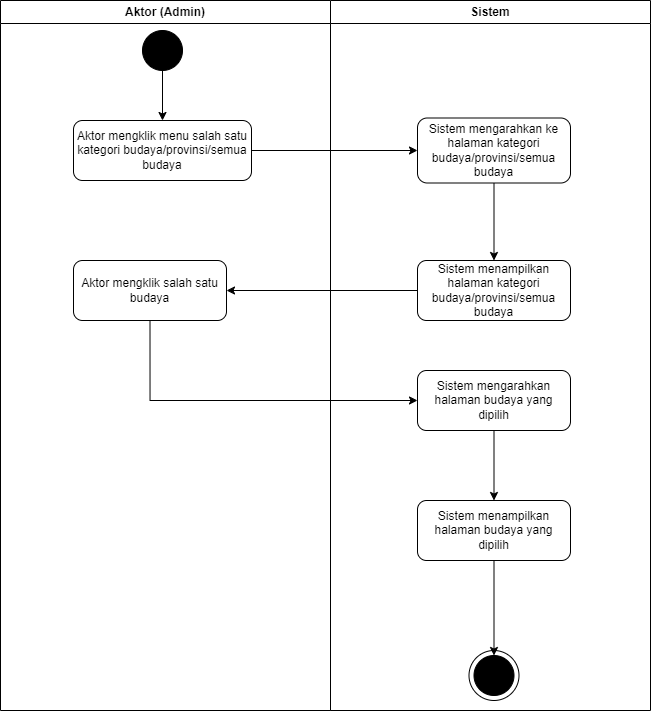 Aktor (Admin)
Sistem
Aktor mengklik menu salah satu
kategori budaya/provinsi/semua
budaya
Sistem mengarahkan ke
halaman kategori
budaya/provinsi/semua
budaya
Aktor mengklik salah satu
budaya
Sistem menampilkan
halaman kategori
budaya/provinsi/semua
budaya
Sistem mengarahkan
halaman budaya yang
dipilih
Sistem menampilkan
halaman budaya yang
dipilih